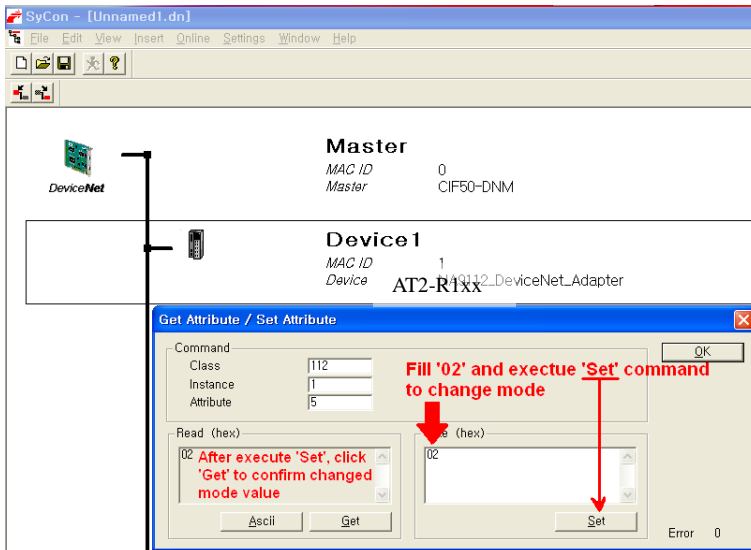 SyCon - [Unnamed1.dn]
File Edit View Insert Online Settings Window Help
Master
MAC ID 0
Master CIF50-DNM
DeviceNet
Device1
MAC ID 1
Device NA9112_DeviceNet_Adapter
AT2-R1xx
Get Attribute / Set Attribute
Command
Class 112
Instance 1
Attribute 5
OK
Fill '02' and exectue 'Set' command
to change mode
Read (hex)
02
After execute 'Set', click
'Get' to confirm changed
mode value
Ascii Get
(hex)
02
Set
Error 0